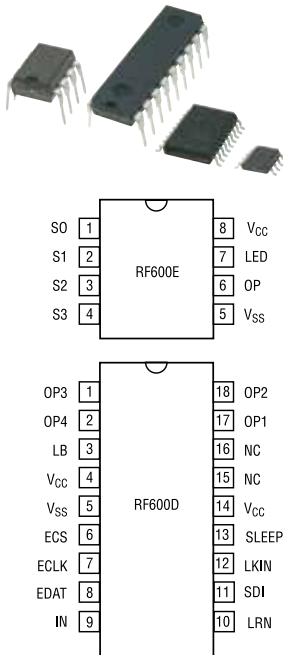 SO 1 8 VCC
S1 2 RF600E 7 LED
S2 3 6 OP
S3 4 5 VSS
OP3 1 18 OP2
OP4 2 17 OP1
LB 3 16 NC
VCC 4 15 NC
VSS 5 RF600D 14 VCC
ECS 6 13 SLEEP
ECLK 7 12 LKIN
EDAT 8 11 SDI
IN 9 10 LRN